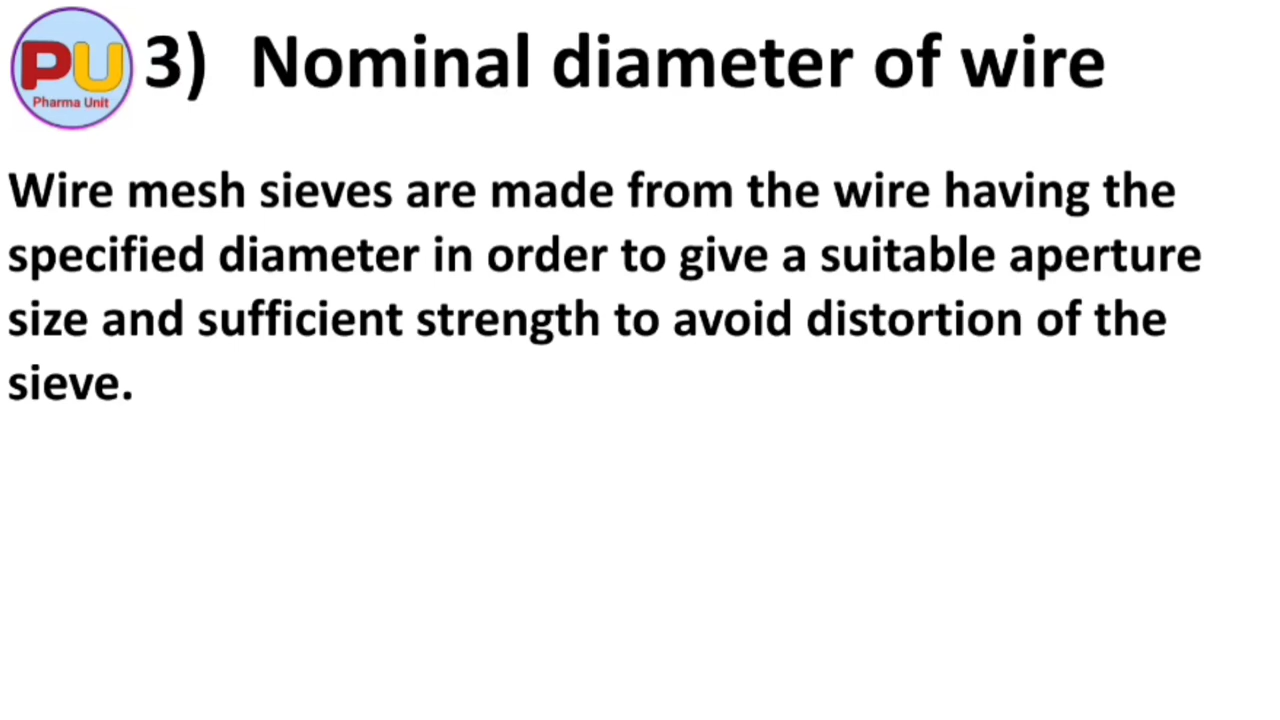 PU
Pharma Unit
3) Nominal diameter of wire
Wire mesh sieves are made from the wire having the
specified diameter in order to give a suitable aperture
size and sufficient strength to avoid distortion of the
sieve.